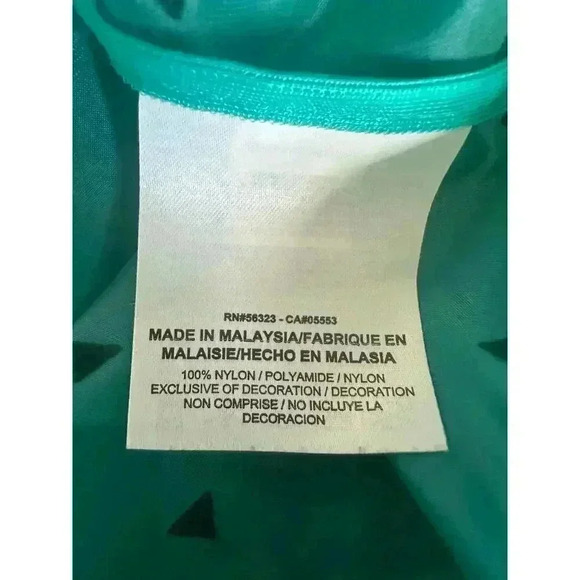 RN#56323 - CA#05553
MADE IN MALAYSIA/FABRIQUE EN
MALAISIE/HECHO EN MALASIA
100% NYLON / POLYAMIDE / NYLON
EXCLUSIVE OF DECORATION / DECORATION
NON COMPRISE / NO INCLUYE LA
DECORACION